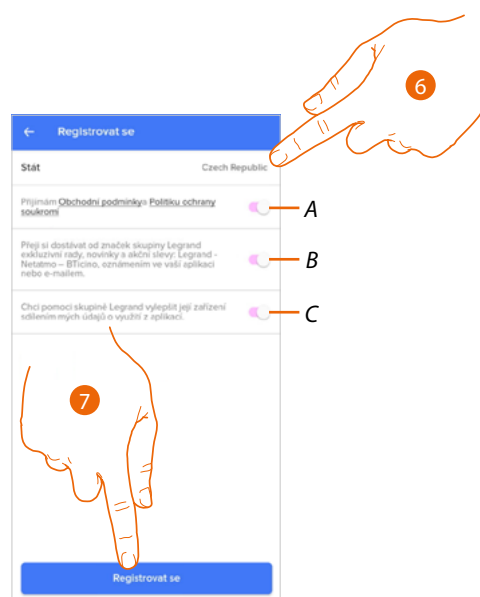 6
← Registrovat se
Stát Czech Republic
Přijímám Obchodní podmínkya Politiku ochrany
soukromí
A
Přeji si dostávat od značek skupiny Legrand
exkluzivní rady, novinky a akční slevy: Legrand -
Netatmo – BTicino, oznámením ve vaší aplikaci
nebo e-mailem.
B
Chci pomoci skupině Legrand vylepšit její zařízení
sdílením mých údajů o využití z aplikací.
C
7
Registrovat se